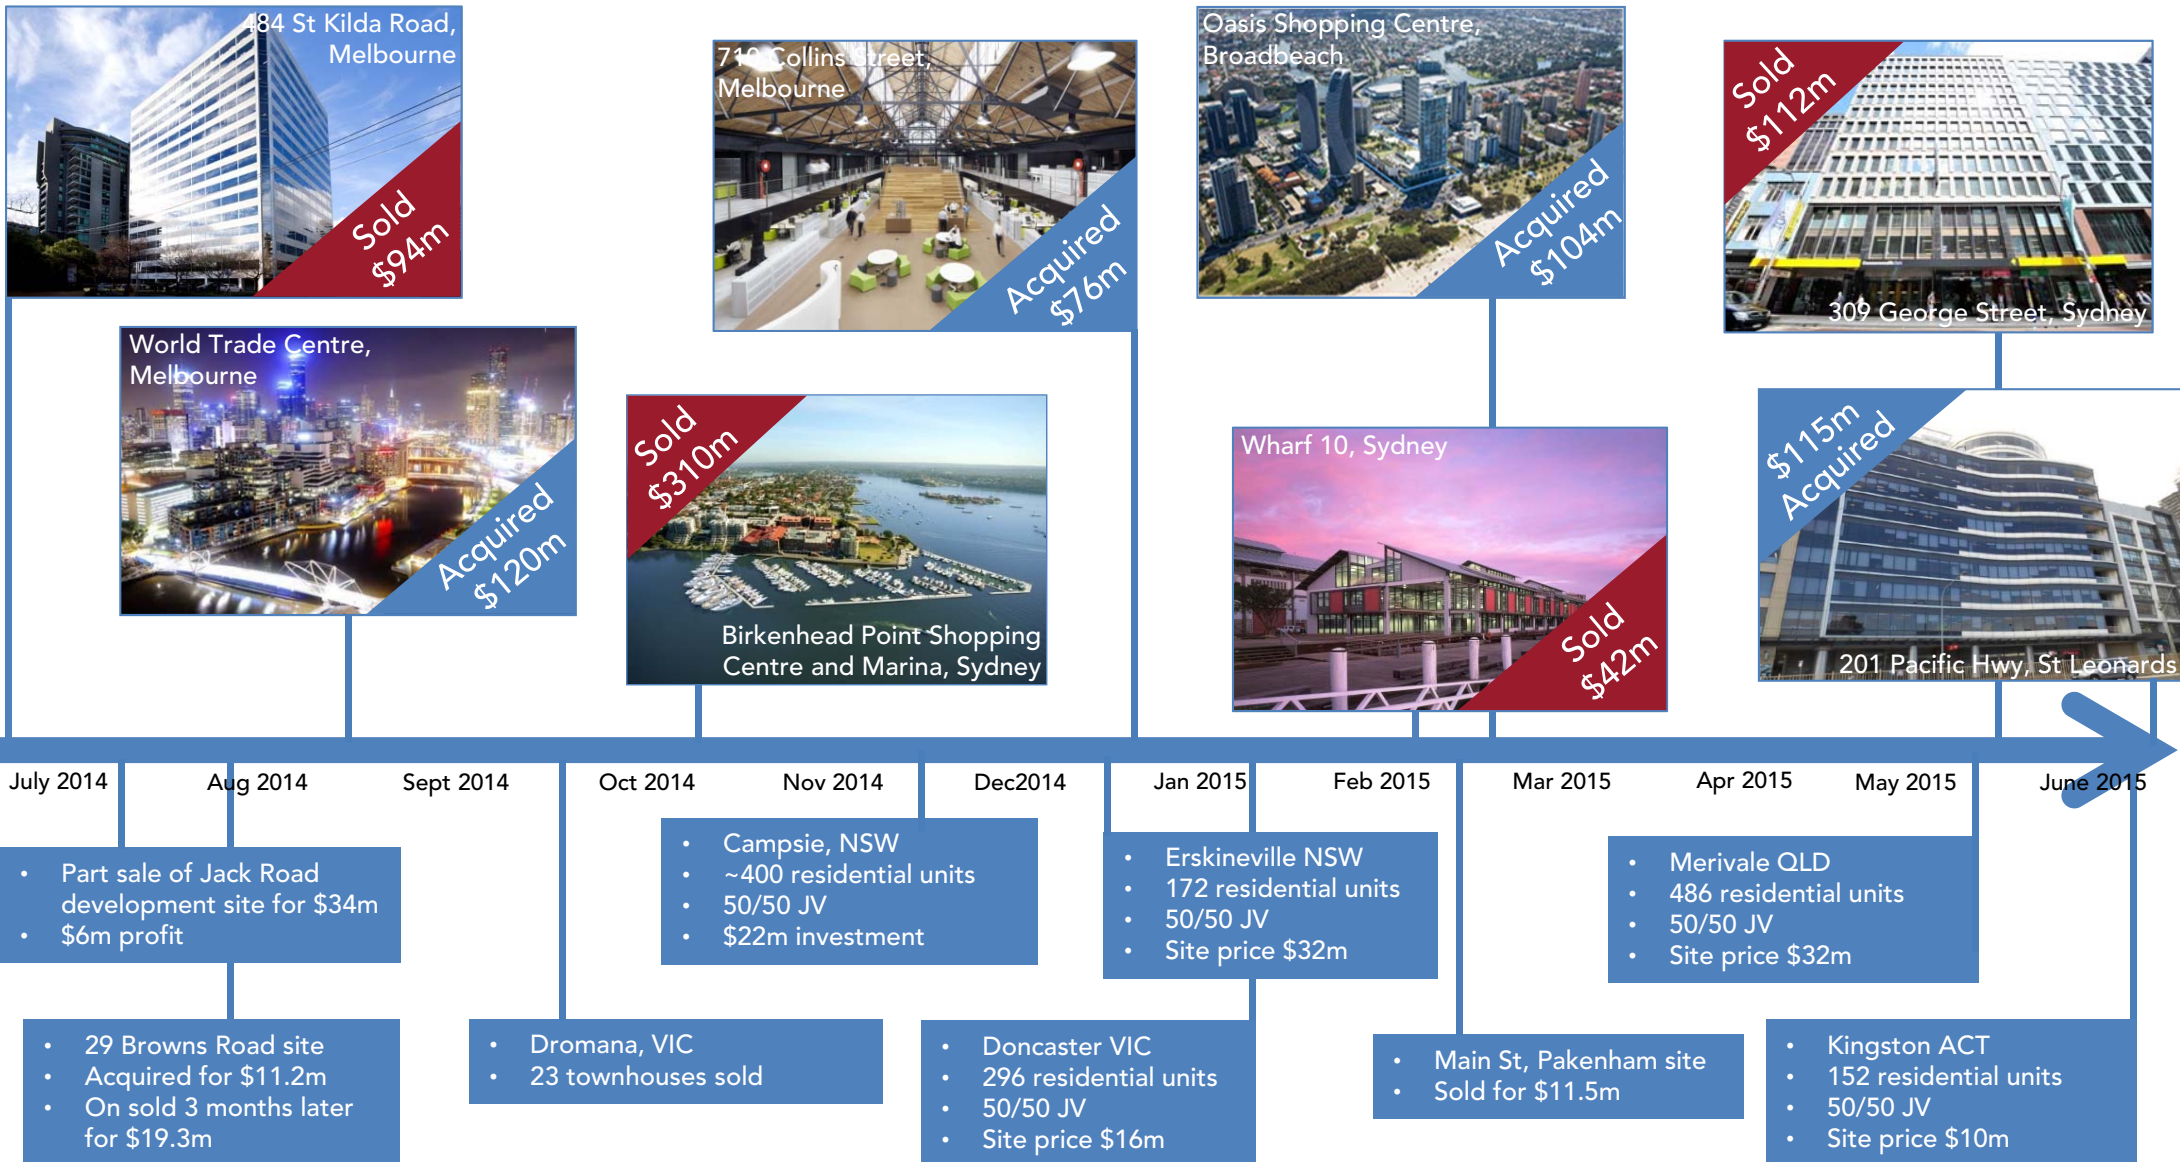 484 St Kilda Road,
Melbourne
Sold
$94m
World Trade Centre,
Melbourne
Acquired
$120m
710 Collins Street,
Melbourne
Acquired
$76m
Sold
$310m
Birkenhead Point Shopping
Centre and Marina, Sydney
Oasis Shopping Centre,
Broadbeach
Acquired
$104m
Wharf 10, Sydney
Sold
$42m
Sold
$112m
309 George Street, Sydney
$115m
Acquired
201 Pacific Hwy, St Leonards
July 2014
Aug 2014
Sept 2014
Oct 2014
Nov 2014
Dec2014
Jan 2015
Feb 2015
Mar 2015
Apr 2015
May 2015
June 2015
• Part sale of Jack Road
development site for $34m
• $6m profit
• 29 Browns Road site
• Acquired for $11.2m
• On sold 3 months later
for $19.3m
• Dromana, VIC
• 23 townhouses sold
• Campsie, NSW
• ~400 residential units
• 50/50 JV
• $22m investment
• Doncaster VIC
• 296 residential units
• 50/50 JV
• Site price $16m
• Erskineville NSW
• 172 residential units
• 50/50 JV
• Site price $32m
• Main St, Pakenham site
• Sold for $11.5m
• Merivale QLD
• 486 residential units
• 50/50 JV
• Site price $32m
• Kingston ACT
• 152 residential units
• 50/50 JV
• Site price $10m